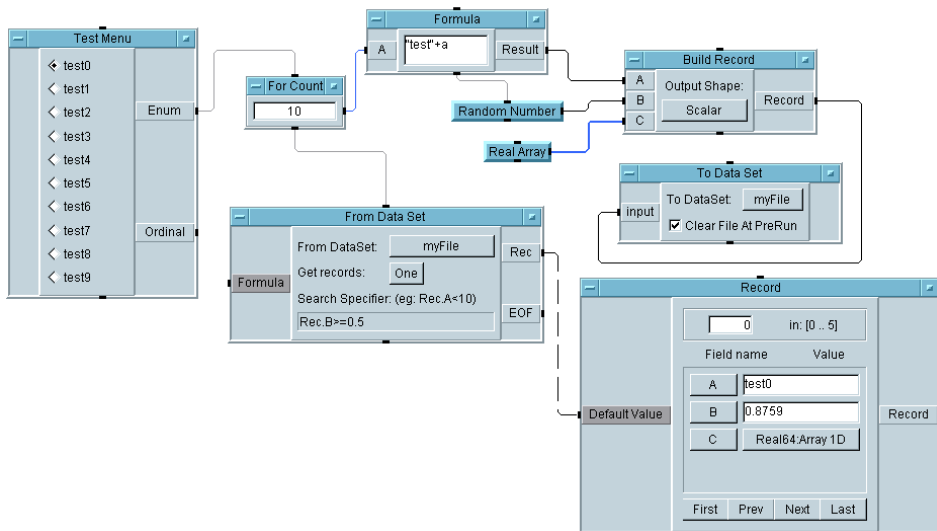 Test Menu
test0
test1
test2
test3
test4
test5
test6
test7
test8
test9
Enum
Ordinal
For Count
10
Formula
A
"test"+a
Result
Random Number
Real Array
Build Record
A
B
C
Output Shape:
Scalar
Record
To Data Set
input
To DataSet:
myFile
Clear File At PreRun
From Data Set
Formula
From DataSet:
myFile
Get records:
One
Search Specifier: (eg: Rec.A<10)
Rec.B>=0.5
Rec
EOF
Record
Default Value
0
in: [0 .. 5]
Field name
Value
A
test0
B
0.8759
C
Real64:Array 1D
First
Prev
Next
Last
Record